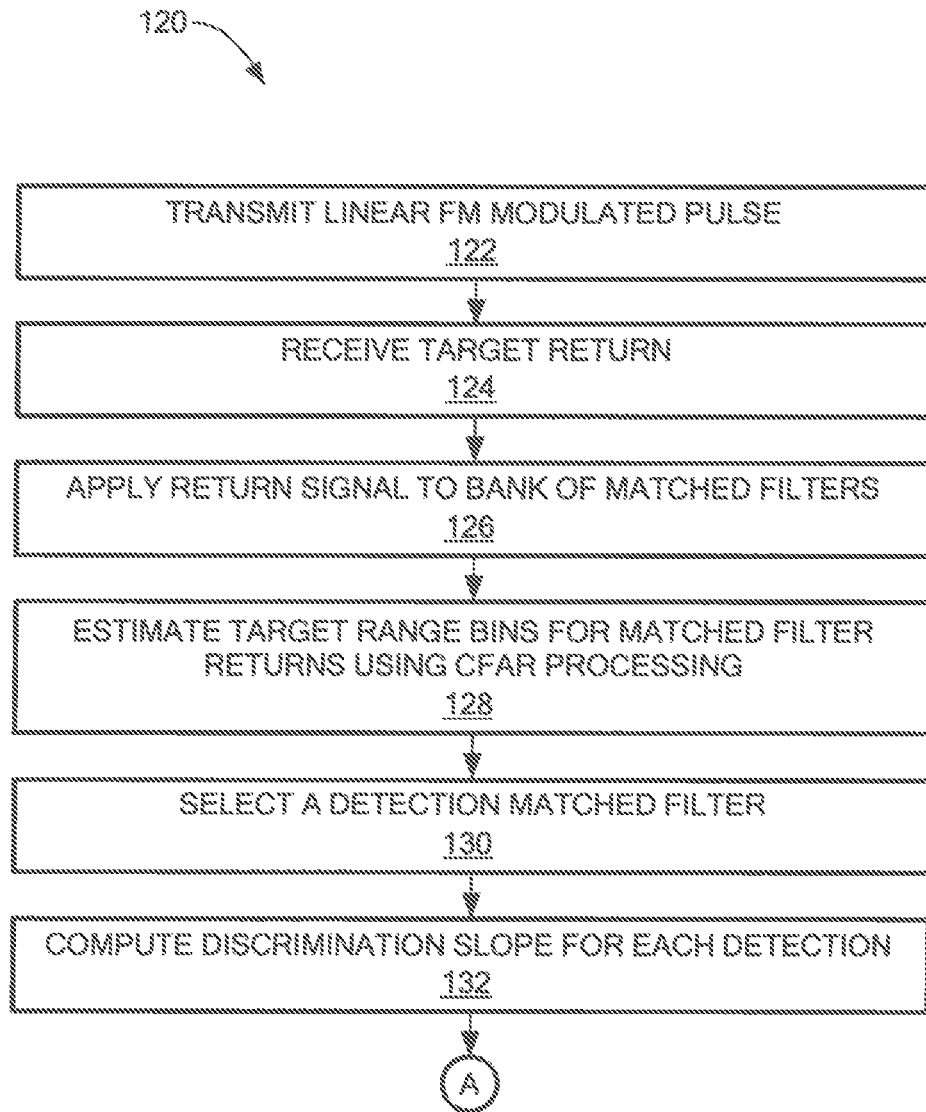 120
TRANSMIT LINEAR FM MODULATED PULSE
122
RECEIVE TARGET RETURN
124
APPLY RETURN SIGNAL TO BANK OF MATCHED FILTERS
126
ESTIMATE TARGET RANGE BINS FOR MATCHED FILTER
RETURNS USING CFAR PROCESSING
128
SELECT A DETECTION MATCHED FILTER
130
COMPUTE DISCRIMINATION SLOPE FOR EACH DETECTION
132
A